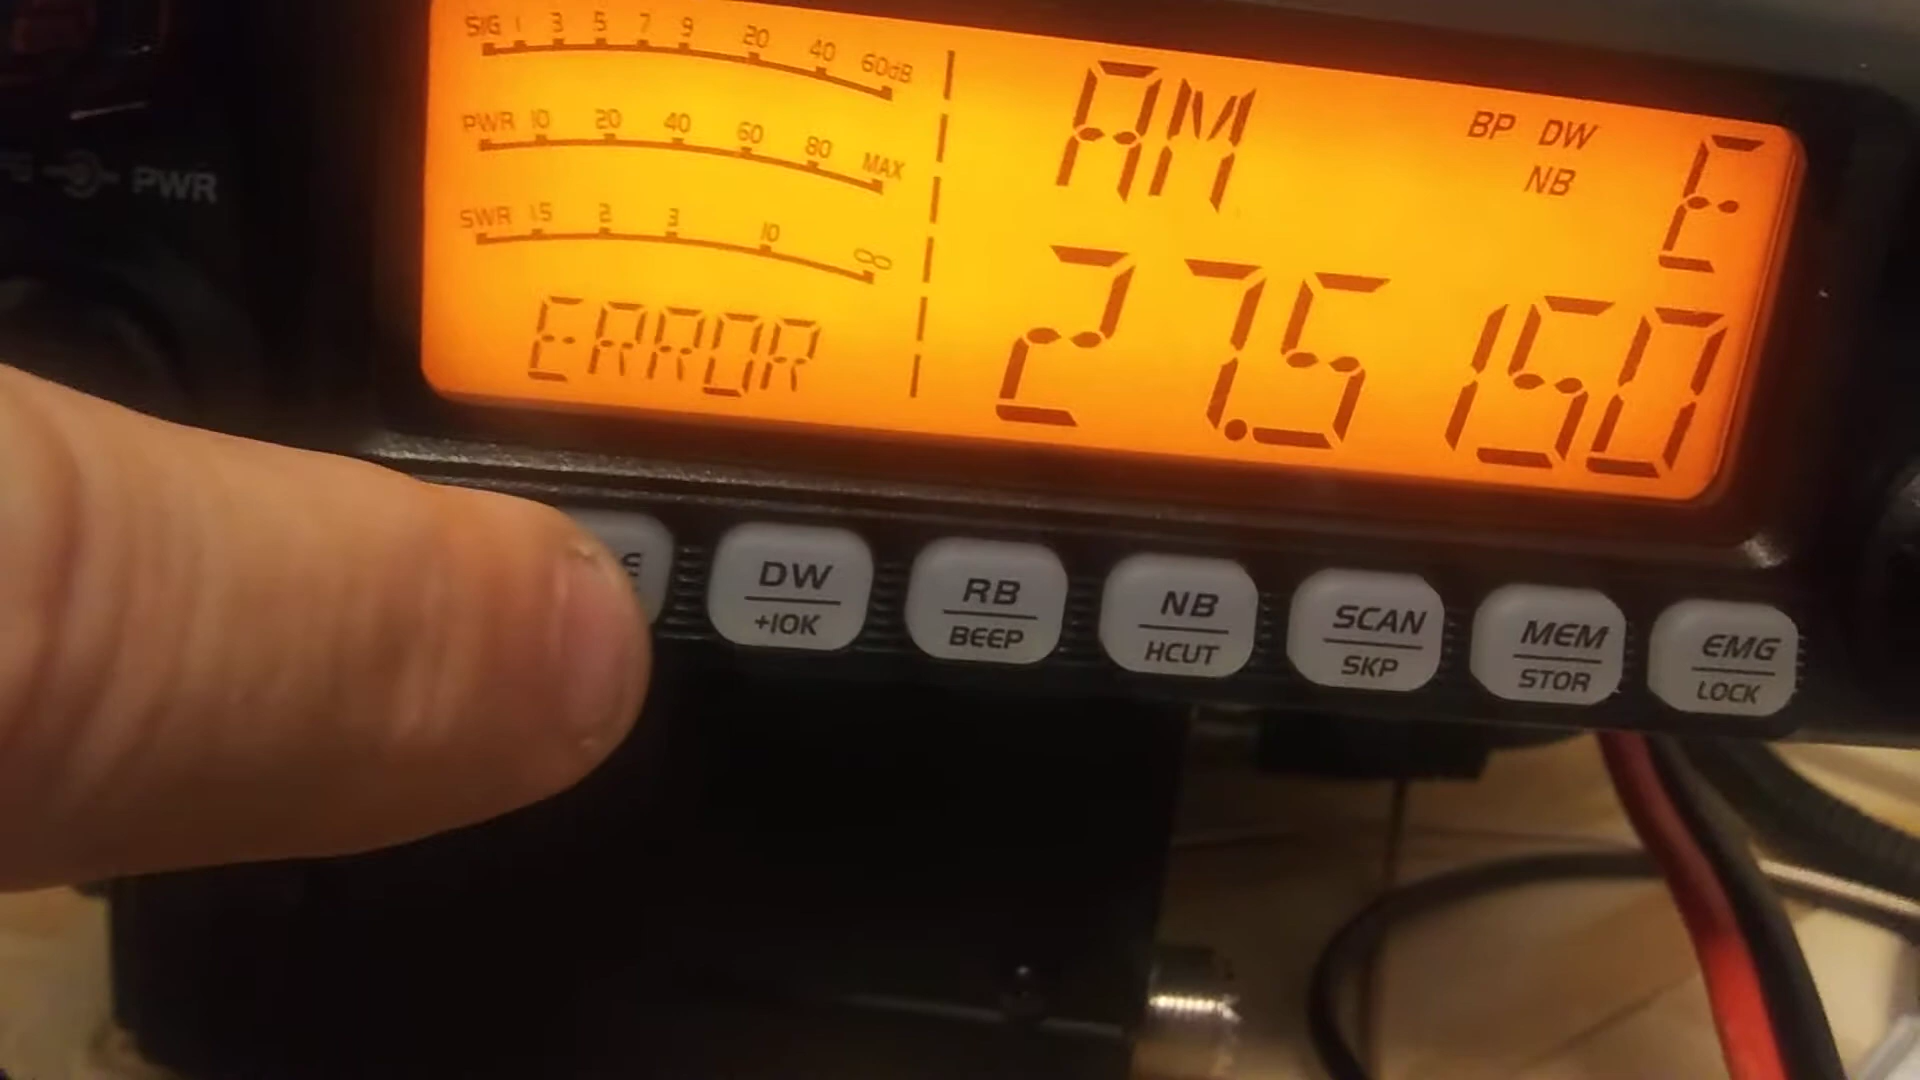 SIG 1 3 5 7 9 20 40 60dB
PWR 10 20 40 60 80 MAX
SWR 1.5 2 3 10 ∞
ERROR
AM
BP DW
NB
E
27.5150
PWR
DW
+10K
RB
BEEP
NB
HCUT
SCAN
SKP
MEM
STOR
EMG
LOCK